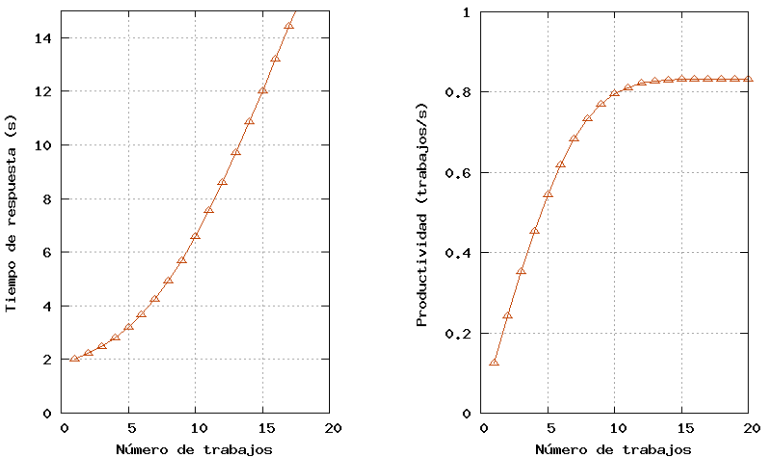 14
12
10
8
6
4
2
0
0 5 10 15 20
Tiempo de respuesta (s)
Número de trabajos
1
0.8
0.6
0.4
0.2
0
0 5 10 15 20
Productividad (trabajos/s)
Número de trabajos